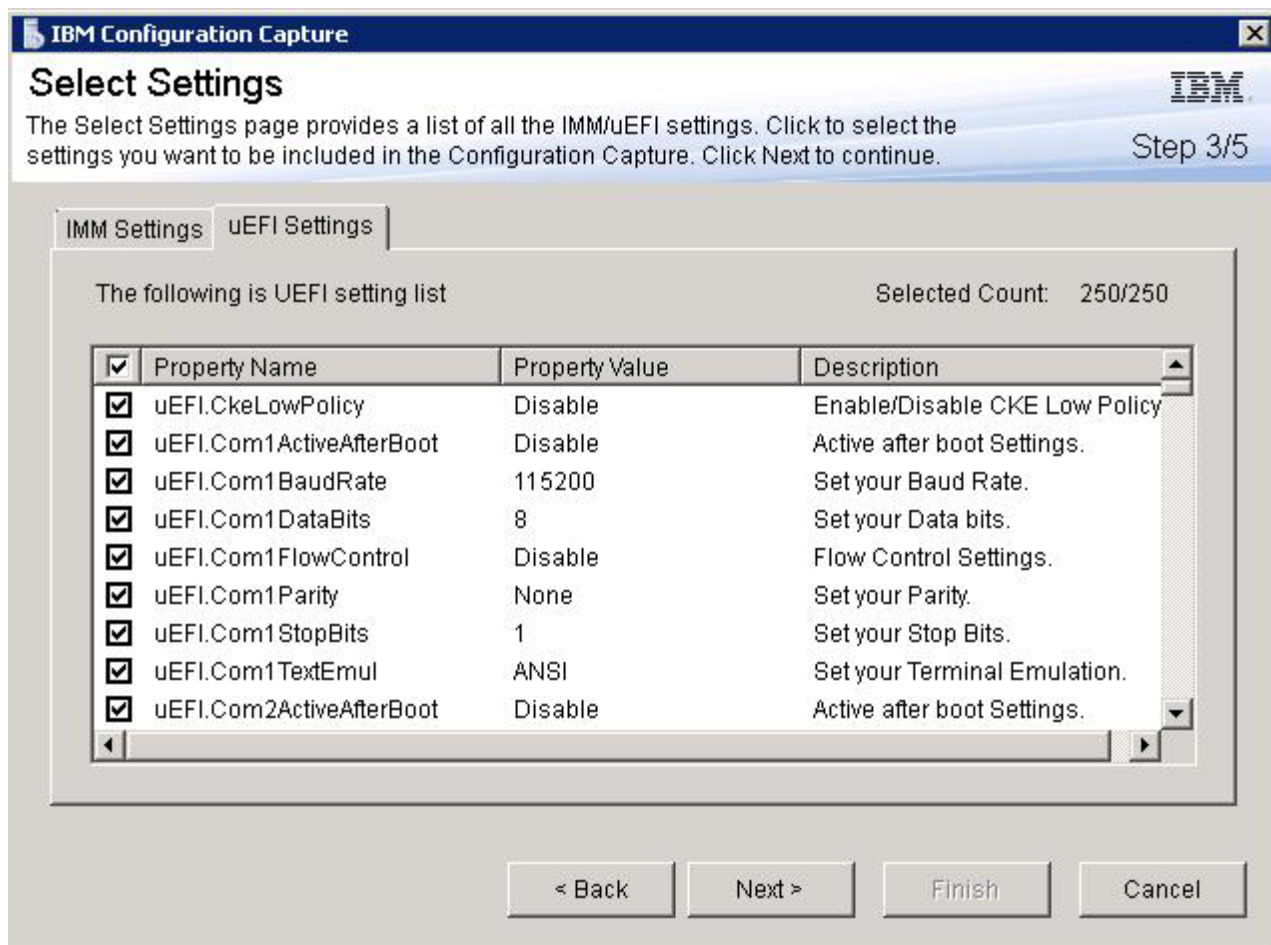 IBM Configuration Capture
Select Settings
IBM.
The Select Settings page provides a list of all the IMM/uEFI settings. Click to select the
settings you want to be included in the Configuration Capture. Click Next to continue.
Step 3/5
IMM Settings uEFI Settings
The following is UEFI setting list Selected Count: 250/250
Property Name Property Value Description
uEFI.CkeLowPolicy Disable Enable/Disable CKE Low Policy
uEFI.Com1ActiveAfterBoot Disable Active after boot Settings.
uEFI.Com1BaudRate 115200 Set your Baud Rate.
uEFI.Com1DataBits 8 Set your Data bits.
uEFI.Com1FlowControl Disable Flow Control Settings.
uEFI.Com1Parity None Set your Parity.
uEFI.Com1StopBits 1 Set your Stop Bits.
uEFI.Com1TextEmul ANSI Set your Terminal Emulation.
uEFI.Com2ActiveAfterBoot Disable Active after boot Settings.
< Back Next > Finish Cancel